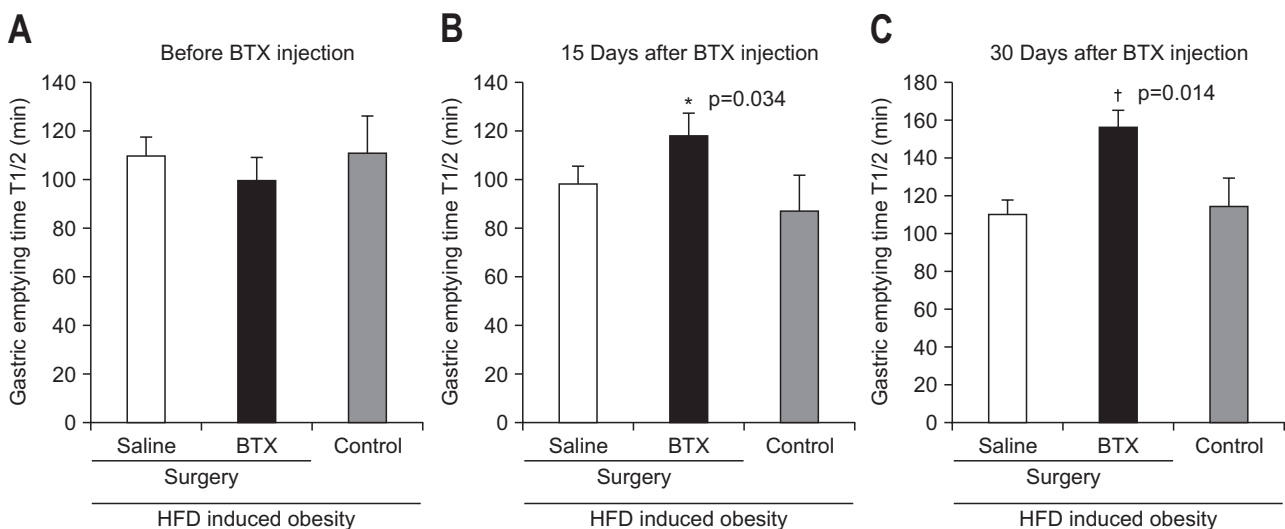 A
Before BTX injection
Gastric emptying time T1/2 (min)
140
120
100
80
60
40
20
0
Saline BTX Control
Surgery
HFD induced obesity
B
15 Days after BTX injection
Gastric emptying time T1/2 (min)
140
120
100
80
60
40
20
0
* p=0.034
Saline BTX Control
Surgery
HFD induced obesity
C
30 Days after BTX injection
Gastric emptying time T1/2 (min)
180
160
140
120
100
80
60
40
20
0
† p=0.014
Saline BTX Control
Surgery
HFD induced obesity